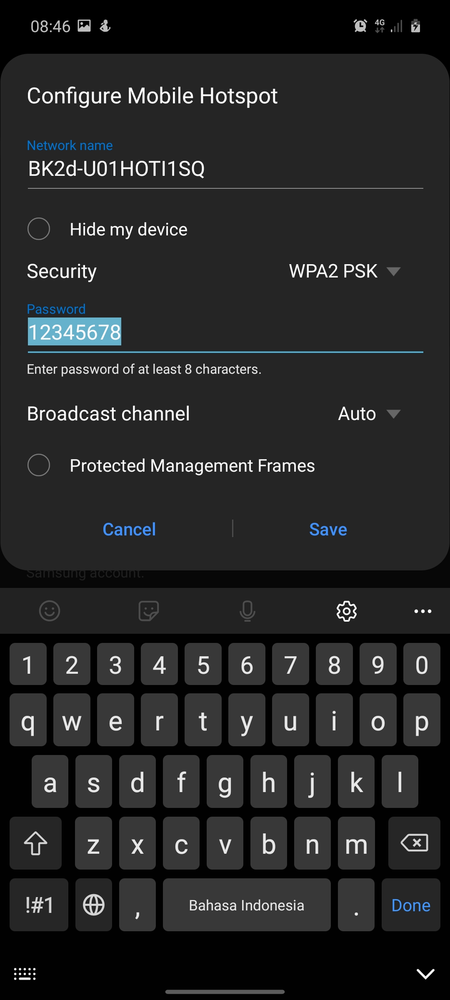 08:46
4G
Configure Mobile Hotspot
Network name
BK2d-U01HOTI1SQ
Hide my device
Security WPA2 PSK
Password
12345678
Enter password of at least 8 characters.
Broadcast channel Auto
Protected Management Frames
Cancel Save
Samsung account.
1 2 3 4 5 6 7 8 9 0
q w e r t y u i o p
a s d f g h j k l
z x c v b n m
!#1 , Bahasa Indonesia . Done